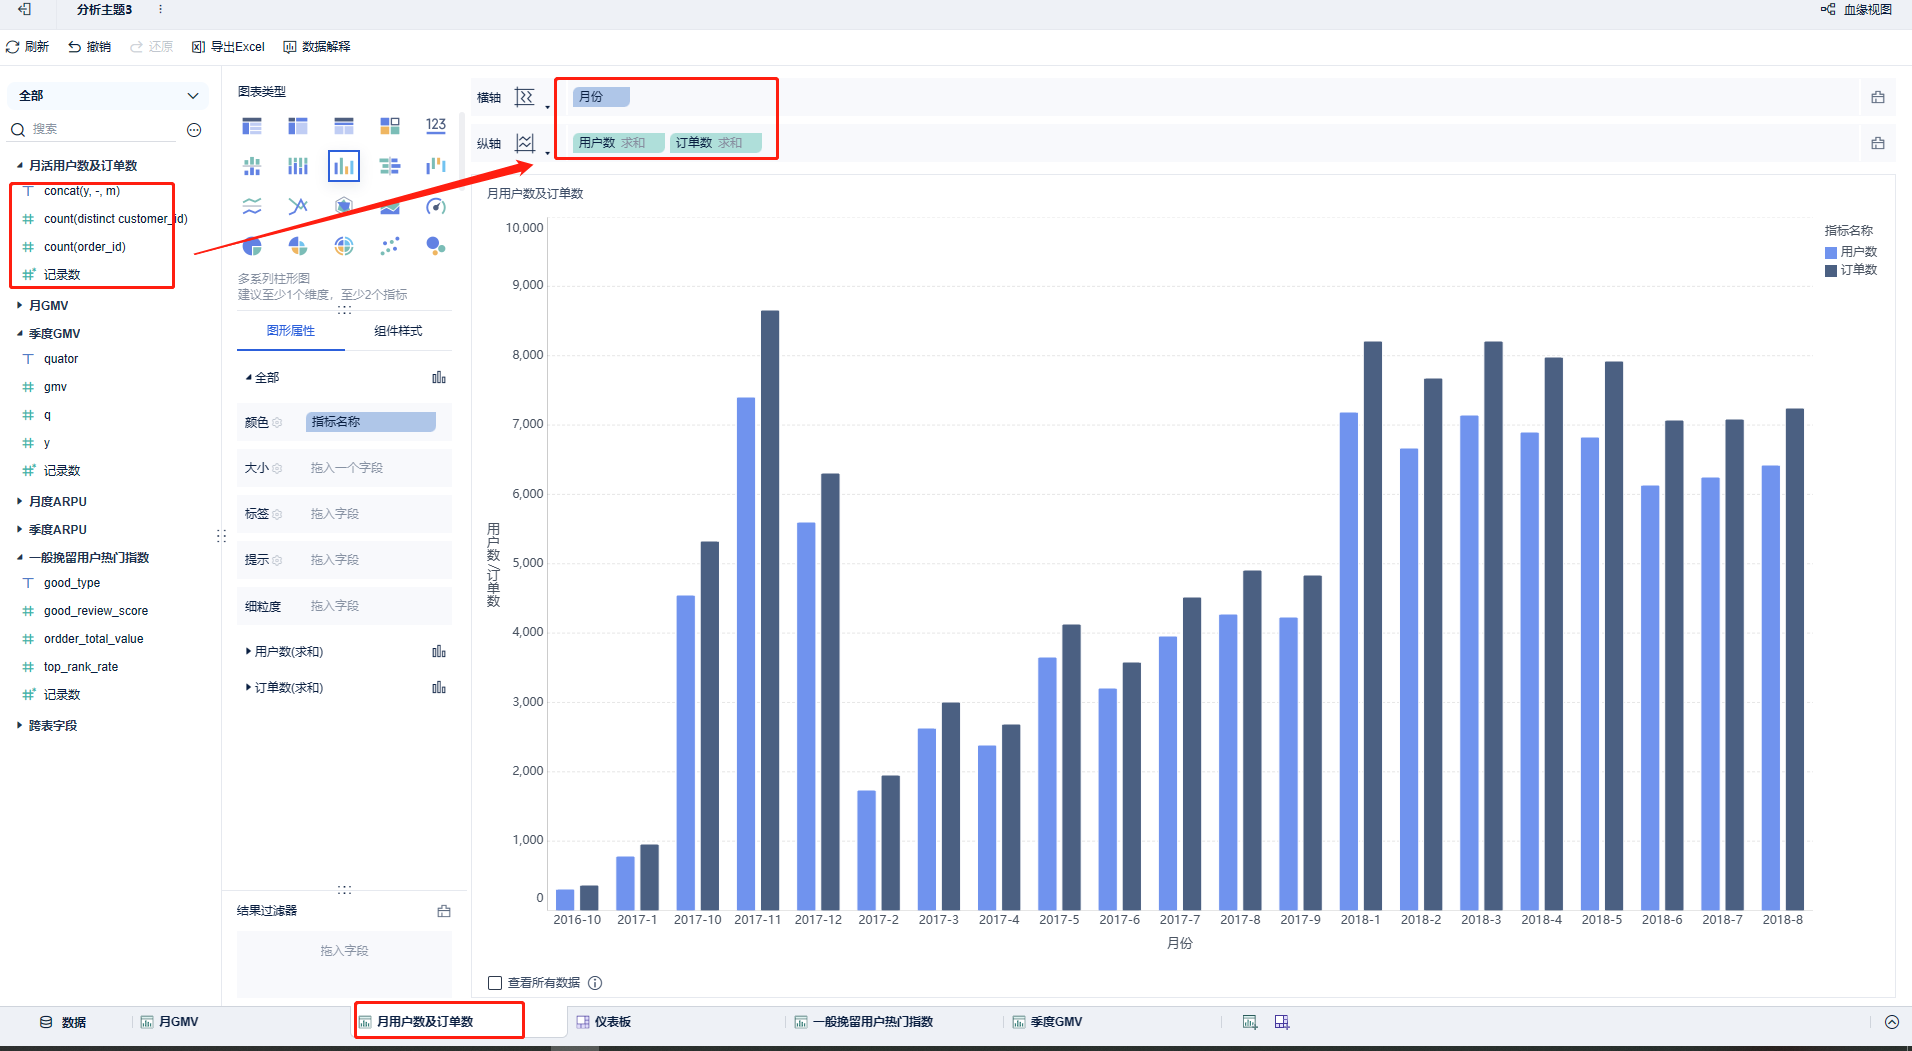 分析主题3
血缘视图
刷新 撤销 还原 导出Excel 数据解释
全部
搜索
月活用户数及订单数
concat(y, -, m)
count(distinct customer_id)
count(order_id)
记录数
月GMV
季度GMV
quator
gmv
q
y
记录数
月度ARPU
季度ARPU
一般挽留用户热门指数
good_type
good_review_score
ordder_total_value
top_rank_rate
记录数
跨表字段
图表类型
123
多系列柱形图
建议至少1个维度，至少2个指标
图形属性 组件样式
全部
颜色 指标名称
大小 拖入一个字段
标签 拖入字段
提示 拖入字段
细粒度 拖入字段
用户数(求和)
订单数(求和)
结果过滤器
拖入字段
横轴 月份
纵轴 用户数 求和 订单数 求和
月用户数及订单数
指标名称
用户数
订单数
10,000
9,000
8,000
7,000
6,000
5,000
4,000
3,000
2,000
1,000
0
用户数/订单数
2016-10 2017-1 2017-10 2017-11 2017-12 2017-2 2017-3 2017-4 2017-5 2017-6 2017-7 2017-8 2017-9 2018-1 2018-2 2018-3 2018-4 2018-5 2018-6 2018-7 2018-8
月份
查看所有数据
数据 月GMV 月用户数及订单数 仪表板 一般挽留用户热门指数 季度GMV